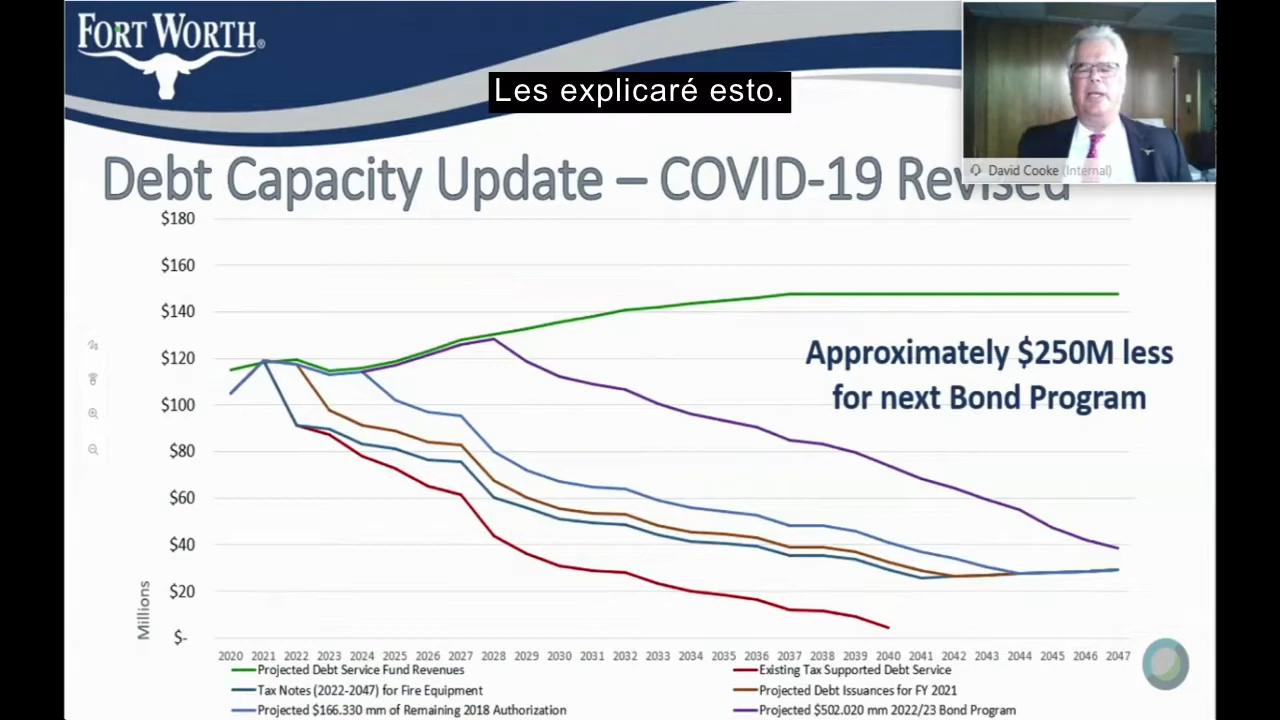 FORT WORTH®
Les explicaré esto.
David Cooke (Internal)
Debt Capacity Update – COVID-19 Revised
$180
$160
$140
$120
$100
$80
$60
$40
$20
$-
Millions
Approximately $250M less
for next Bond Program
2020 2021 2022 2023 2024 2025 2026 2027 2028 2029 2030 2031 2032 2033 2034 2035 2036 2037 2038 2039 2040 2041 2042 2043 2044 2045 2046 2047
Projected Debt Service Fund Revenues
Existing Tax Supported Debt Service
Tax Notes (2022-2047) for Fire Equipment
Projected Debt Issuances for FY 2021
Projected $166.330 mm of Remaining 2018 Authorization
Projected $502.020 mm 2022/23 Bond Program